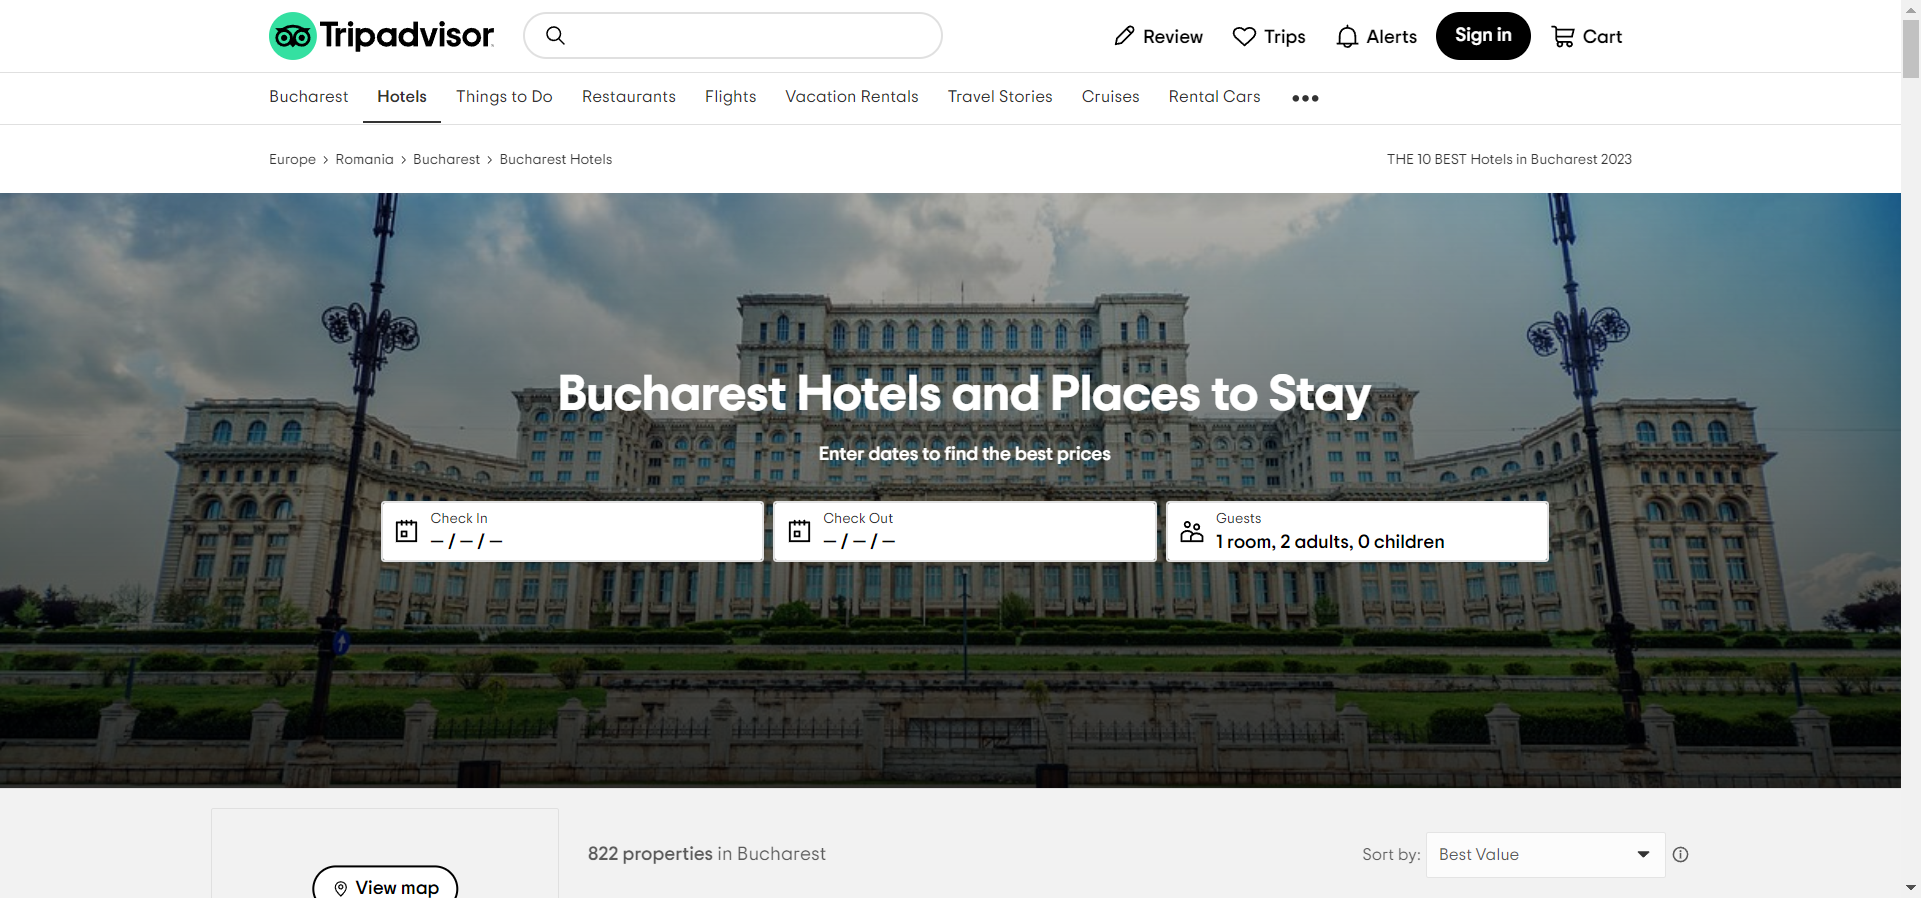 Tripadvisor
Review
Trips
Alerts
Sign in
Cart
Bucharest
Hotels
Things to Do
Restaurants
Flights
Vacation Rentals
Travel Stories
Cruises
Rental Cars
Europe › Romania › Bucharest › Bucharest Hotels
THE 10 BEST Hotels in Bucharest 2023
Bucharest Hotels and Places to Stay
Enter dates to find the best prices
Check In
– / – / –
Check Out
– / – / –
Guests
1 room, 2 adults, 0 children
822 properties in Bucharest
Sort by: Best Value
View map